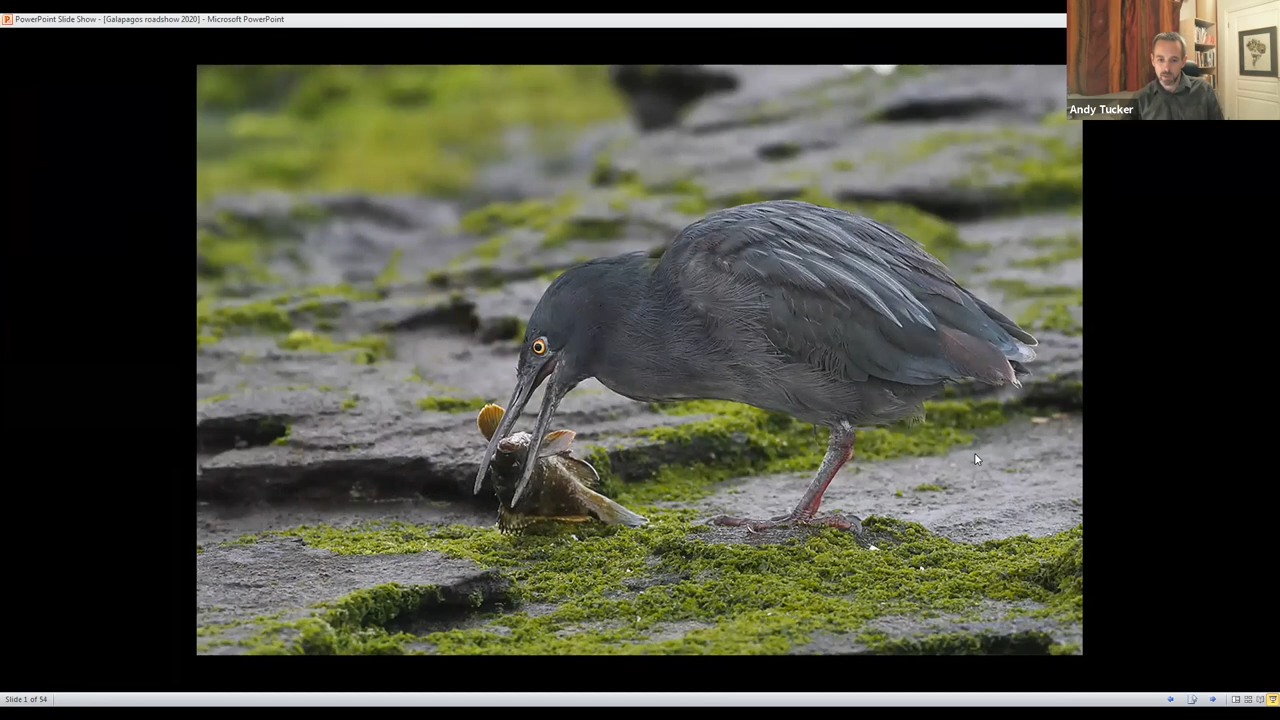 PowerPoint Slide Show - [Galapagos roadshow 2020] - Microsoft PowerPoint
Andy Tucker
Slide 1 of 54